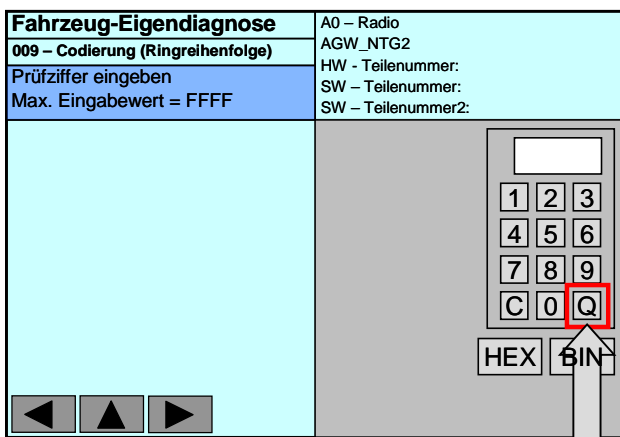 Fahrzeug-Eigendiagnose
009 – Codierung (Ringreihenfolge)
Prüfziffer eingeben
Max. Eingabewert = FFFF
A0 – Radio
AGW_NTG2
HW - Teilenummer:
SW – Teilenummer:
SW – Teilenummer2:
1 2 3
4 5 6
7 8 9
C 0 Q
HEX BIN